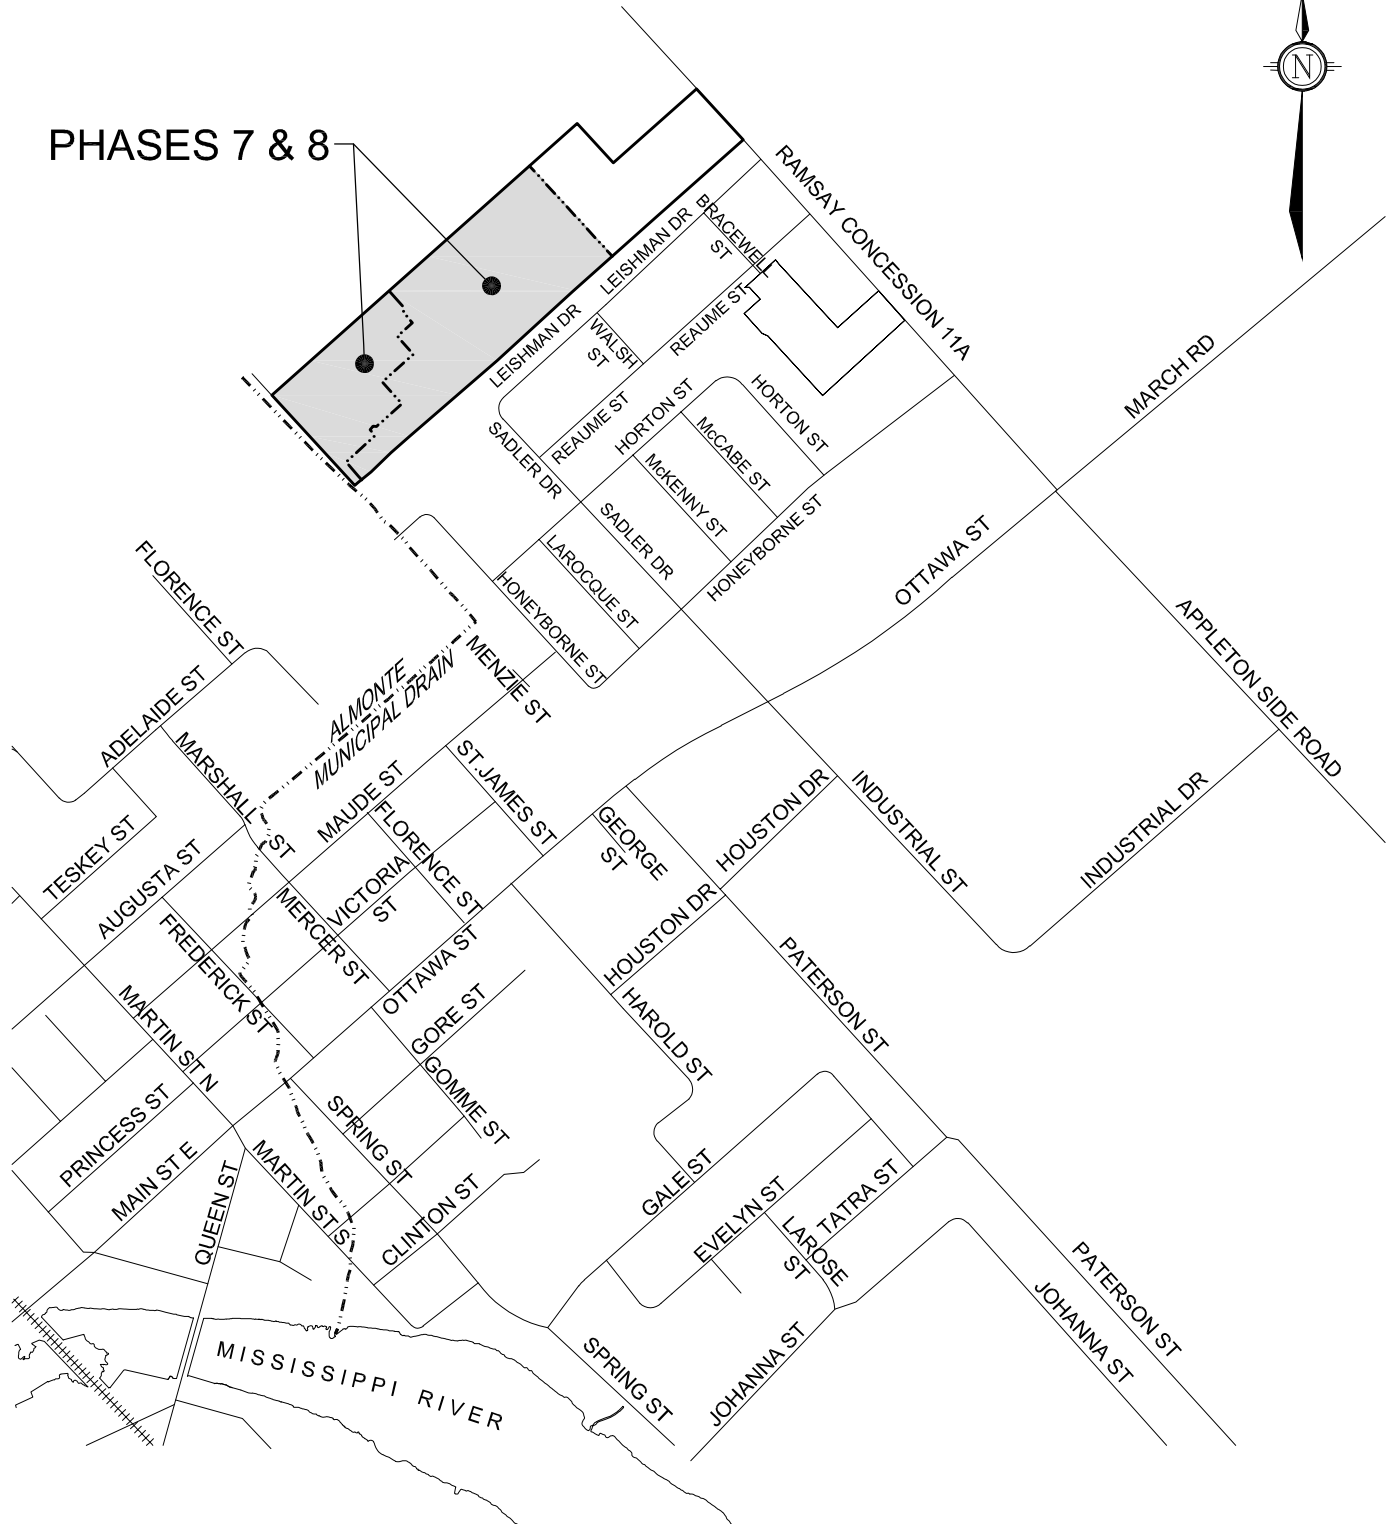 N
PHASES 7 & 8
RAMSAY CONCESSION 11A
BRACEWELL
ST
LEISHMAN DR
LEISHMAN DR
WALSH
ST
REAUME ST
REAUME ST
MARCH RD
HORTON ST
HORTON ST
SADLER DR
McCABE ST
McKENNY ST
SADLER DR
HONEYBORNE ST
LAROCQUE ST
HONEYBORNE ST
OTTAWA ST
FLORENCE ST
APPLETON SIDE ROAD
MENZIE ST
ALMONTE
MUNICIPAL DRAIN
ADELAIDE ST
MARSHALL
ST
ST.JAMES ST
MAUDE ST
FLORENCE ST
GEORGE
ST
HOUSTON DR
INDUSTRIAL ST
INDUSTRIAL DR
TESKEY ST
AUGUSTA ST
VICTORIA
ST
MERCER ST
HOUSTON DR
FREDERICK ST
OTTAWA ST
PATERSON ST
MARTIN ST N
GORE ST
HAROLD ST
GOMME ST
PRINCESS ST
SPRING ST
MAIN ST E
MARTIN ST S
QUEEN ST
CLINTON ST
GALE ST
EVELYN ST
TATRA ST
LAROSE
ST
PATERSON ST
JOHANNA ST
JOHANNA ST
SPRING ST
MISSISSIPPI RIVER